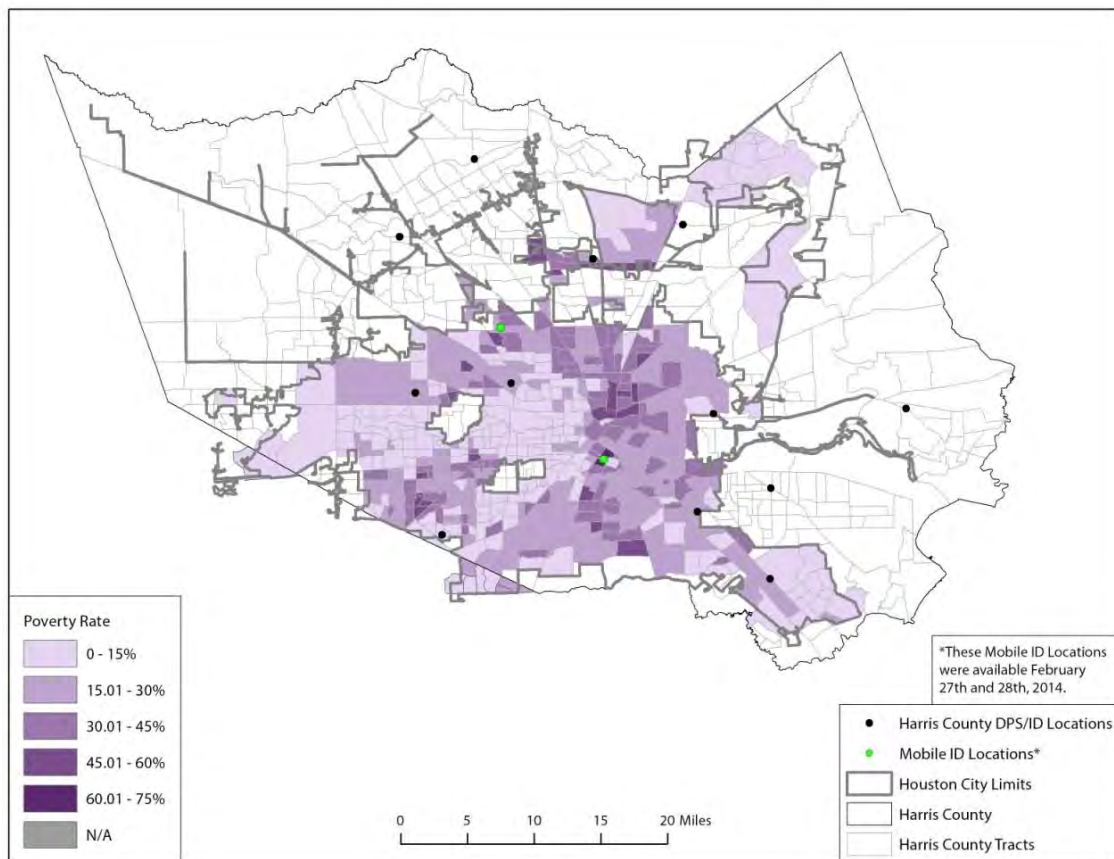 Poverty Rate
0 - 15%
15.01 - 30%
30.01 - 45%
45.01 - 60%
60.01 - 75%
N/A
0 5 10 15 20 Miles
*These Mobile ID Locations
were available February
27th and 28th, 2014.
Harris County DPS/ID Locations
Mobile ID Locations*
Houston City Limits
Harris County
Harris County Tracts